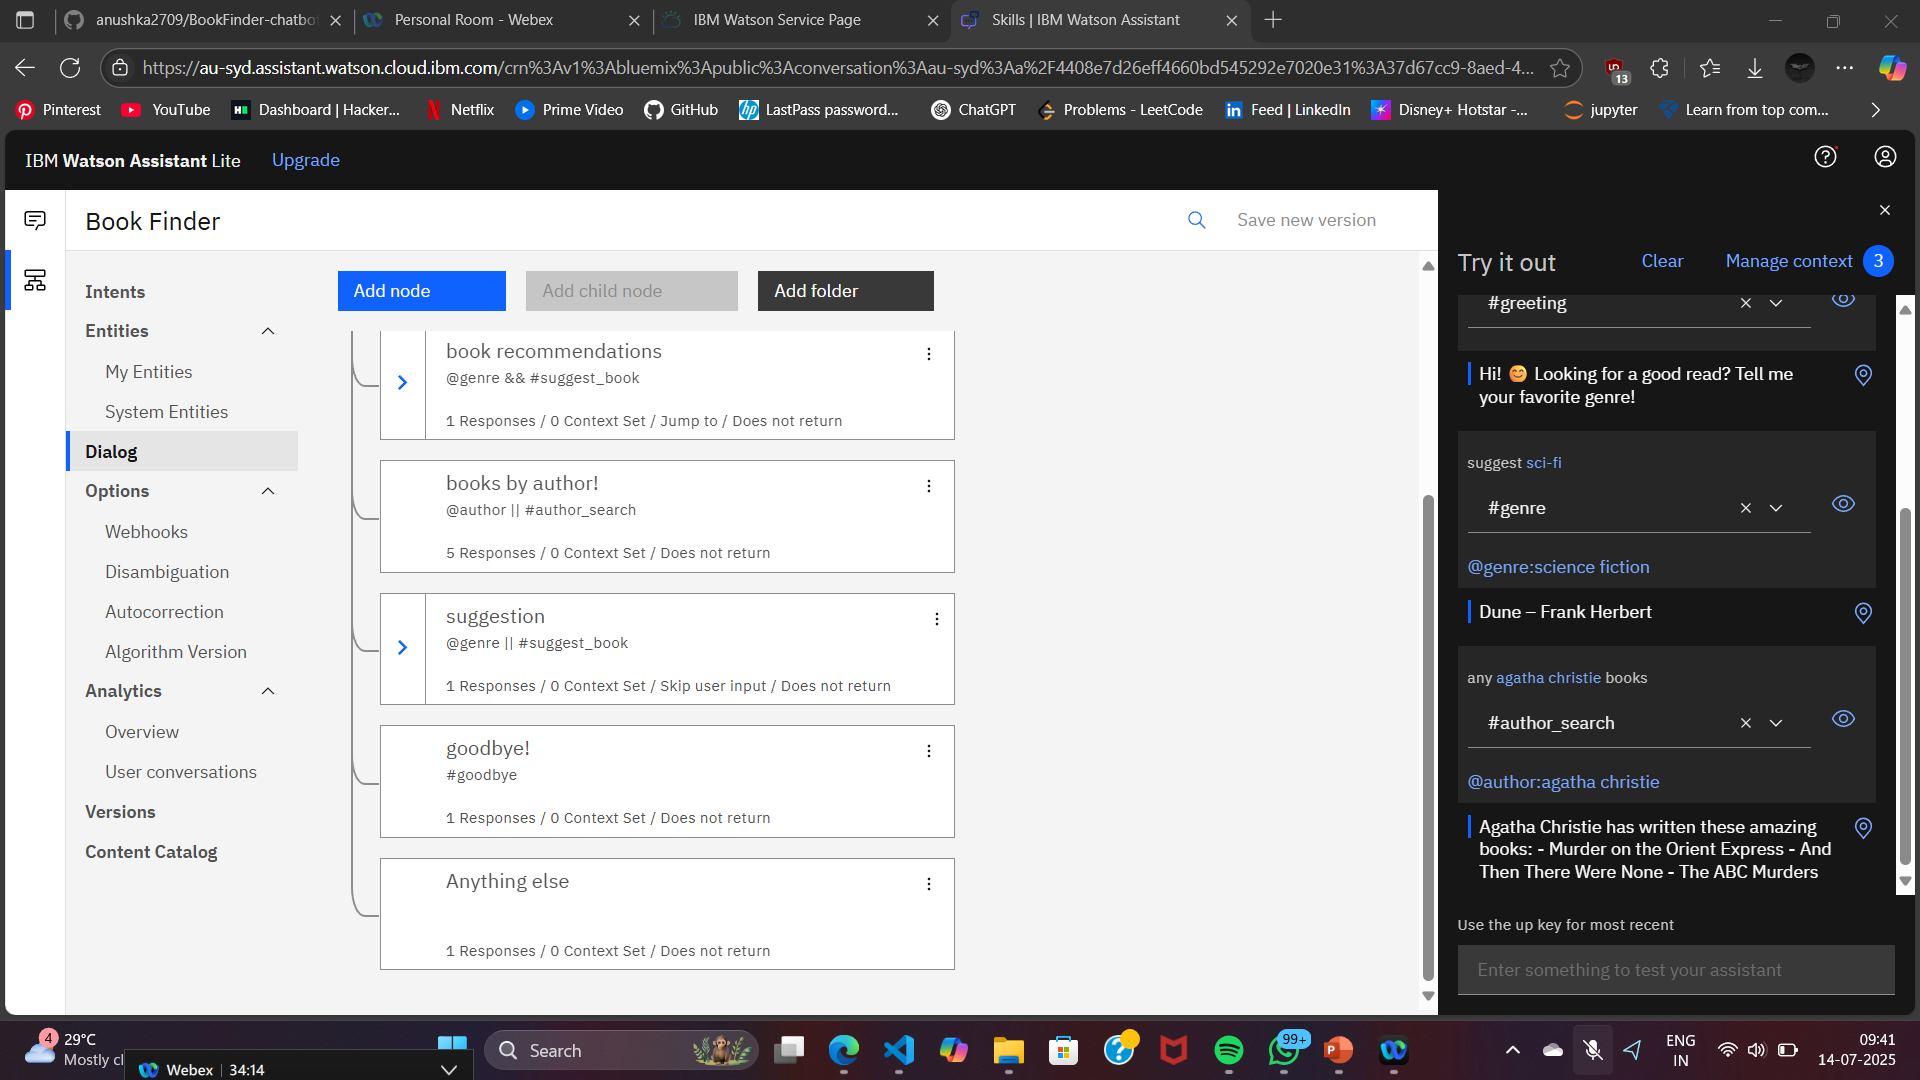 anushka2709/BookFinder-chatbo
Personal Room - Webex
IBM Watson Service Page
Skills | IBM Watson Assistant
https://au-syd.assistant.watson.cloud.ibm.com/crn%3Av1%3Abluemix%3Apublic%3Aconversation%3Aau-syd%3Aa%2F4408e7d26eff4660bd545292e7020e31%3A37d67cc9-8aed-4...
13
Pinterest
YouTube
Dashboard | Hacker...
Netflix
Prime Video
GitHub
LastPass password...
ChatGPT
Problems - LeetCode
Feed | LinkedIn
Disney+ Hotstar -...
jupyter
Learn from top com...
IBM Watson Assistant Lite
Upgrade
Book Finder
Save new version
Intents
Entities
My Entities
System Entities
Dialog
Options
Webhooks
Disambiguation
Autocorrection
Algorithm Version
Analytics
Overview
User conversations
Versions
Content Catalog
Add node
Add child node
Add folder
book recommendations
@genre && #suggest_book
1 Responses / 0 Context Set / Jump to / Does not return
books by author!
@author || #author_search
5 Responses / 0 Context Set / Does not return
suggestion
@genre || #suggest_book
1 Responses / 0 Context Set / Skip user input / Does not return
goodbye!
#goodbye
1 Responses / 0 Context Set / Does not return
Anything else
1 Responses / 0 Context Set / Does not return
Try it out
Clear
Manage context 3
#greeting
Hi! 😊 Looking for a good read? Tell me
your favorite genre!
suggest sci-fi
#genre
@genre:science fiction
Dune – Frank Herbert
any agatha christie books
#author_search
@author:agatha christie
Agatha Christie has written these amazing
books: - Murder on the Orient Express - And
Then There Were None - The ABC Murders
Use the up key for most recent
Enter something to test your assistant
4
29°C
Mostly cl
Webex | 34:14
Search
99+
ENG
IN
09:41
14-07-2025